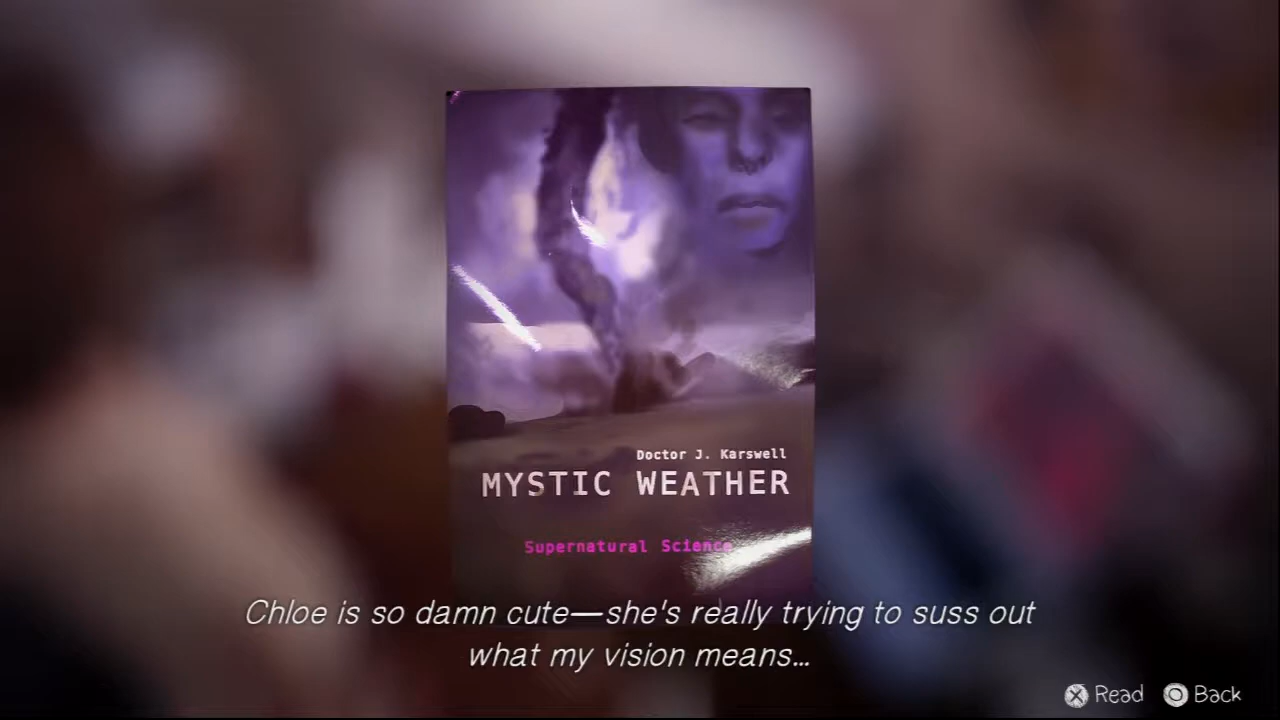 Doctor J. Karswell
MYSTIC WEATHER
Supernatural Science
Chloe is so damn cute—she's really trying to suss out
what my vision means...
Read Back